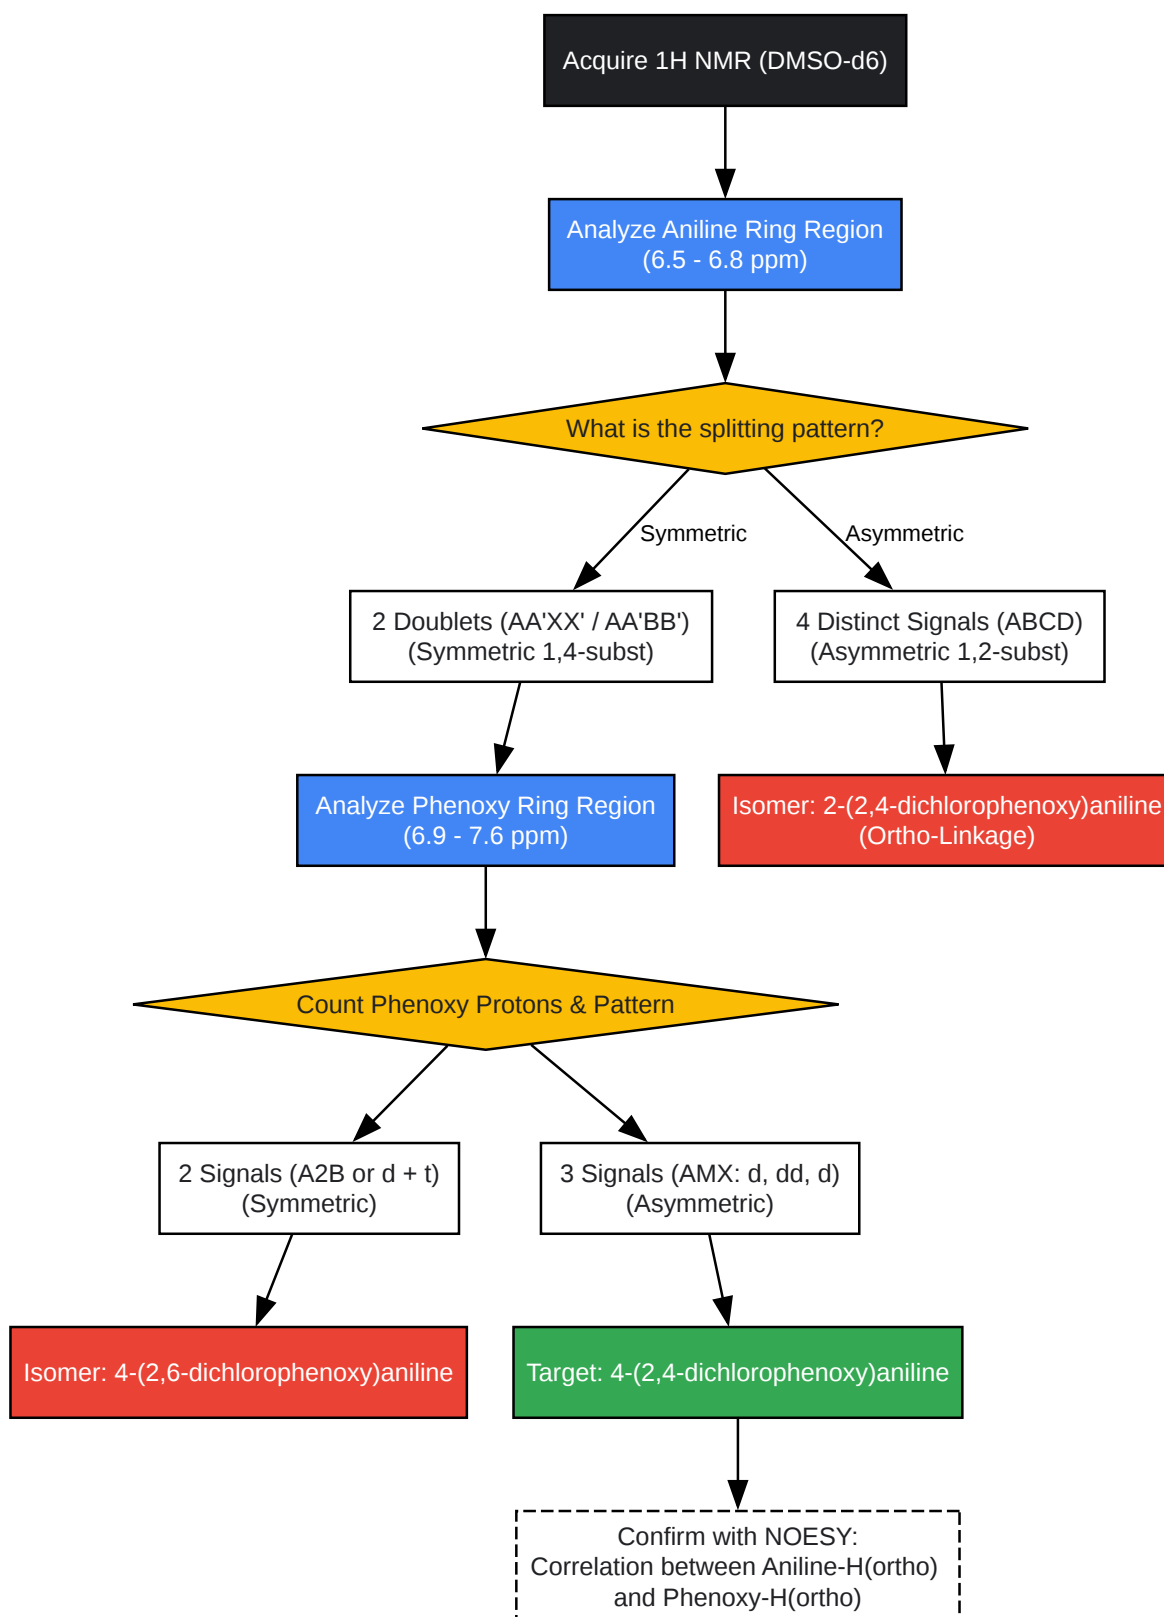 Acquire 1H NMR (DMSO-d6)
Analyze Aniline Ring Region
(6.5 - 6.8 ppm)
What is the splitting pattern?
Symmetric
Asymmetric
2 Doublets (AA'XX' / AA'BB')
(Symmetric 1,4-subst)
4 Distinct Signals (ABCD)
(Asymmetric 1,2-subst)
Analyze Phenoxy Ring Region
(6.9 - 7.6 ppm)
Isomer: 2-(2,4-dichlorophenoxy)aniline
(Ortho-Linkage)
Count Phenoxy Protons & Pattern
2 Signals (A2B or d + t)
(Symmetric)
3 Signals (AMX: d, dd, d)
(Asymmetric)
Isomer: 4-(2,6-dichlorophenoxy)aniline
Target: 4-(2,4-dichlorophenoxy)aniline
Confirm with NOESY:
Correlation between Aniline-H(ortho)
and Phenoxy-H(ortho)